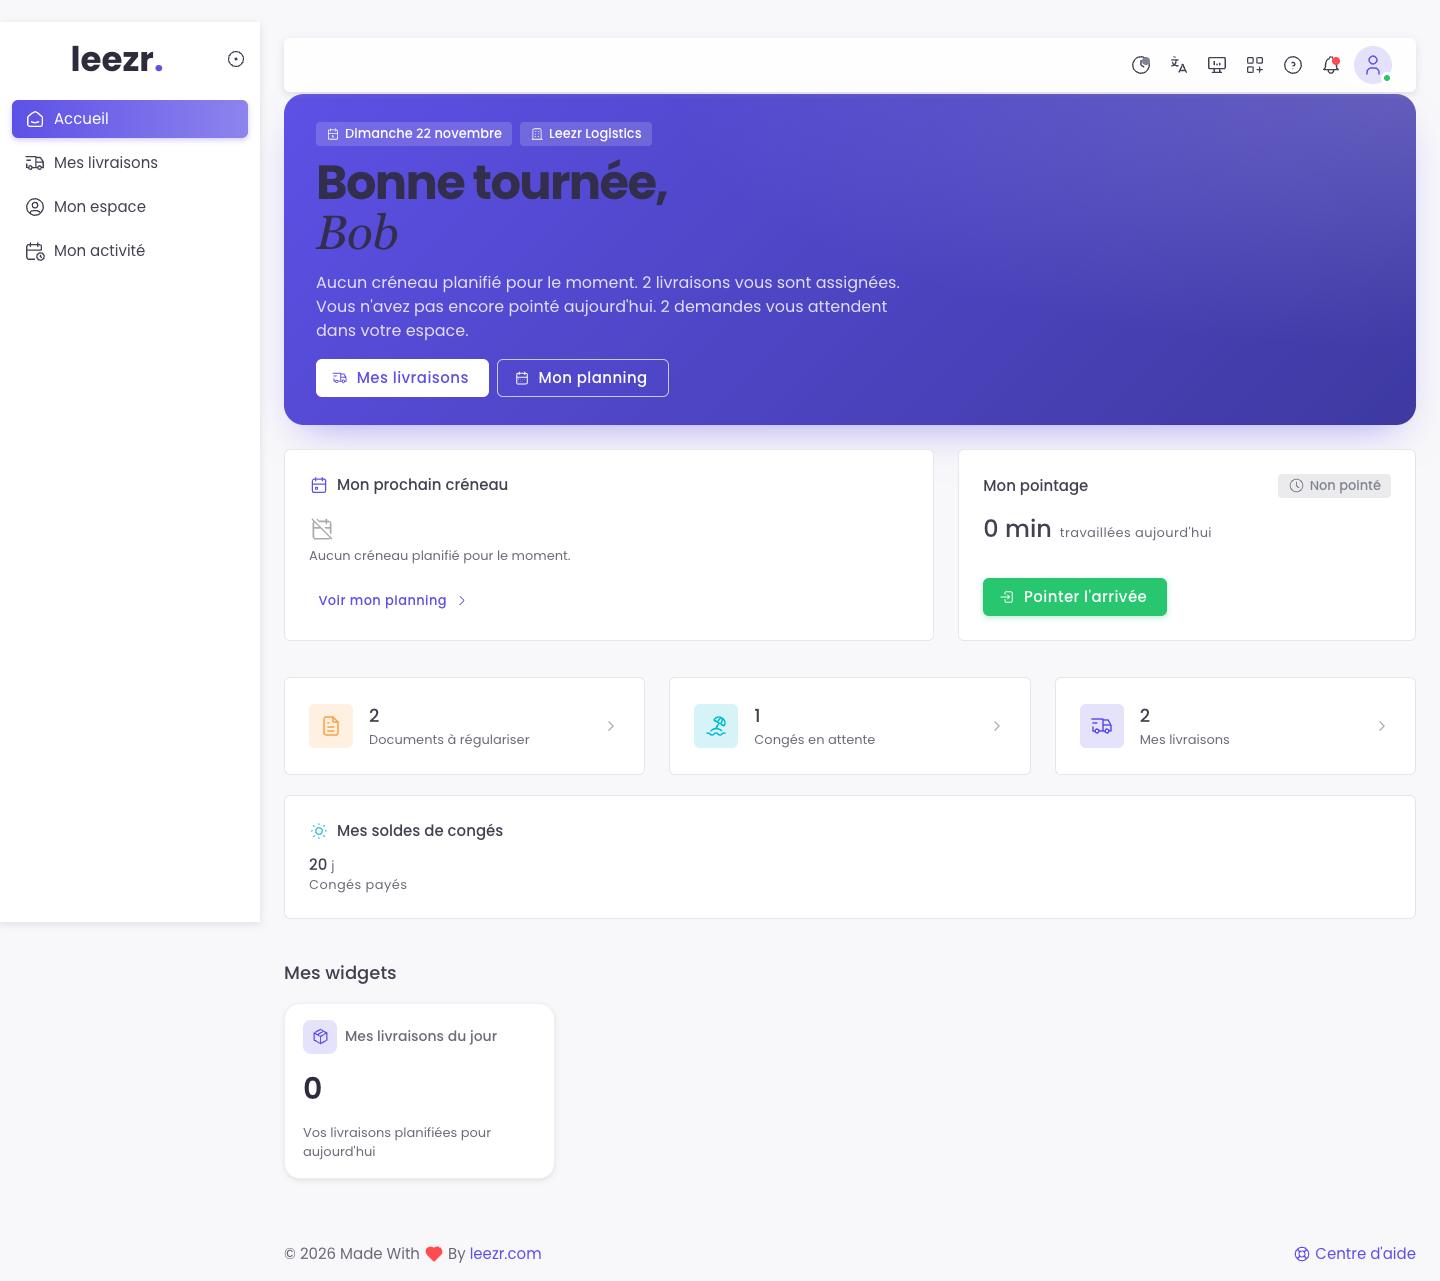 leezr.
Accueil
Mes livraisons
Mon espace
Mon activité
Dimanche 22 novembre
Leezr Logistics
Bonne tournée,
Bob
Aucun créneau planifié pour le moment. 2 livraisons vous sont assignées.
Vous n'avez pas encore pointé aujourd'hui. 2 demandes vous attendent
dans votre espace.
Mes livraisons
Mon planning
Mon prochain créneau
Aucun créneau planifié pour le moment.
Voir mon planning
Mon pointage
Non pointé
0 min travaillées aujourd'hui
Pointer l'arrivée
2
Documents à régulariser
1
Congés en attente
2
Mes livraisons
Mes soldes de congés
20 j
Congés payés
Mes widgets
Mes livraisons du jour
0
Vos livraisons planifiées pour
aujourd'hui
© 2026 Made With By leezr.com
Centre d'aide